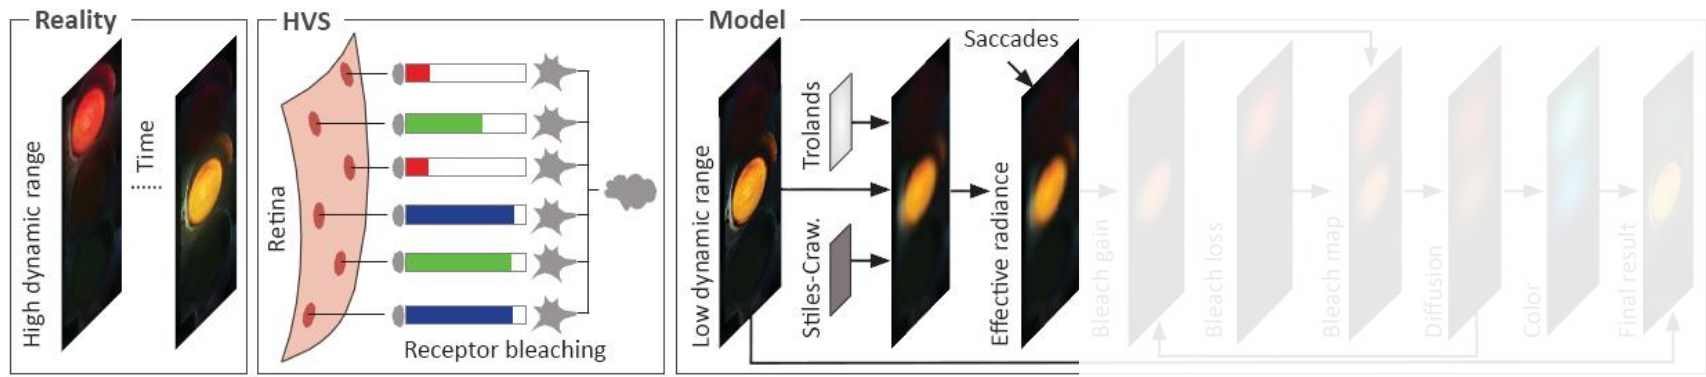 Reality
High dynamic range
Time
HVS
Retina
Receptor bleaching
Model
Low dynamic range
Trolands
Stiles-Craw.
Effective radiance
Saccades
Bleach gain
Bleach loss
Bleach map
Diffusion
Color
Final result